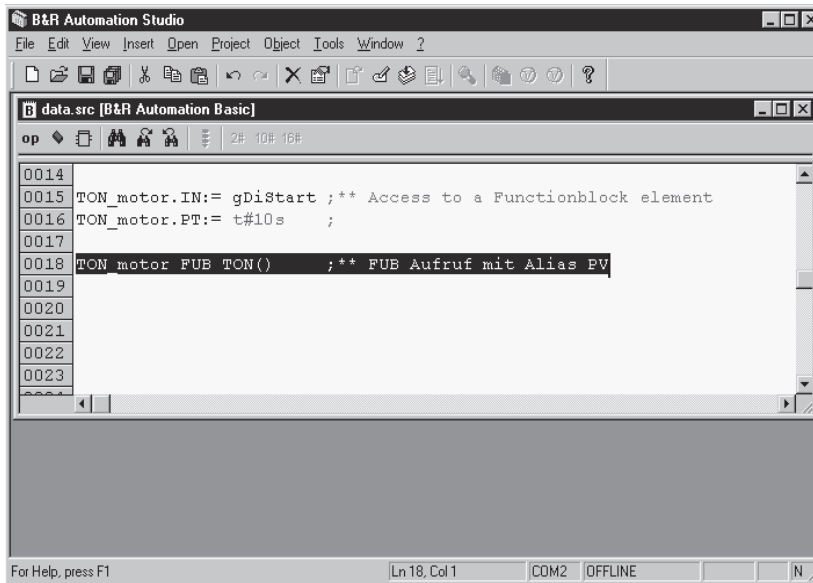 B&R Automation Studio
File Edit View Insert Open Project Object Tools Window ?
data.src [B&R Automation Basic]
op 2# 10# 16#
0014
0015 TON_motor.IN:= gDiStart ;** Access to a Functionblock element
0016 TON_motor.PT:= t#10s ;
0017
0018 TON_motor FUB TON() ;** FUB Aufruf mit Alias PV
0019
0020
0021
0022
0023
For Help, press F1 Ln 18, Col 1 COM2 OFFLINE N